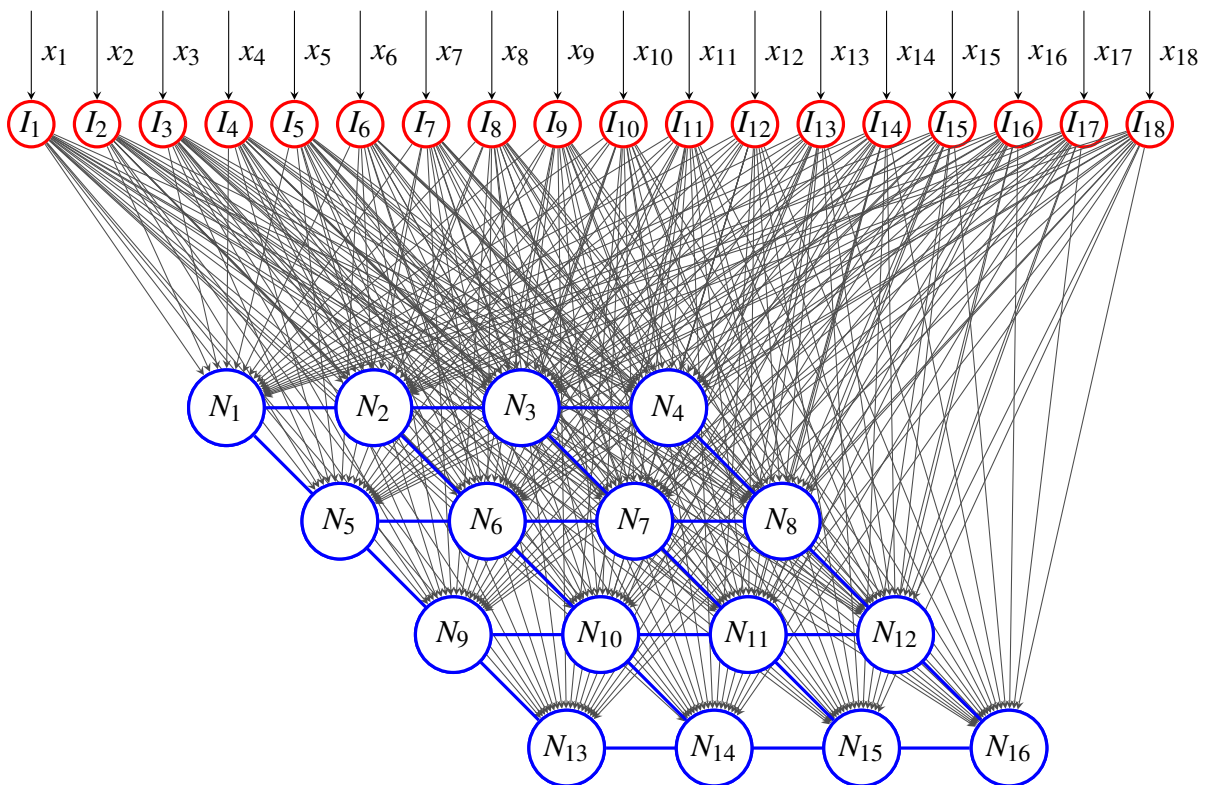 x1 x2 x3 x4 x5 x6 x7 x8 x9 x10 x11 x12 x13 x14 x15 x16 x17 x18
I1 I2 I3 I4 I5 I6 I7 I8 I9 I10 I11 I12 I13 I14 I15 I16 I17 I18
N1 N2 N3 N4
N5 N6 N7 N8
N9 N10 N11 N12
N13 N14 N15 N16